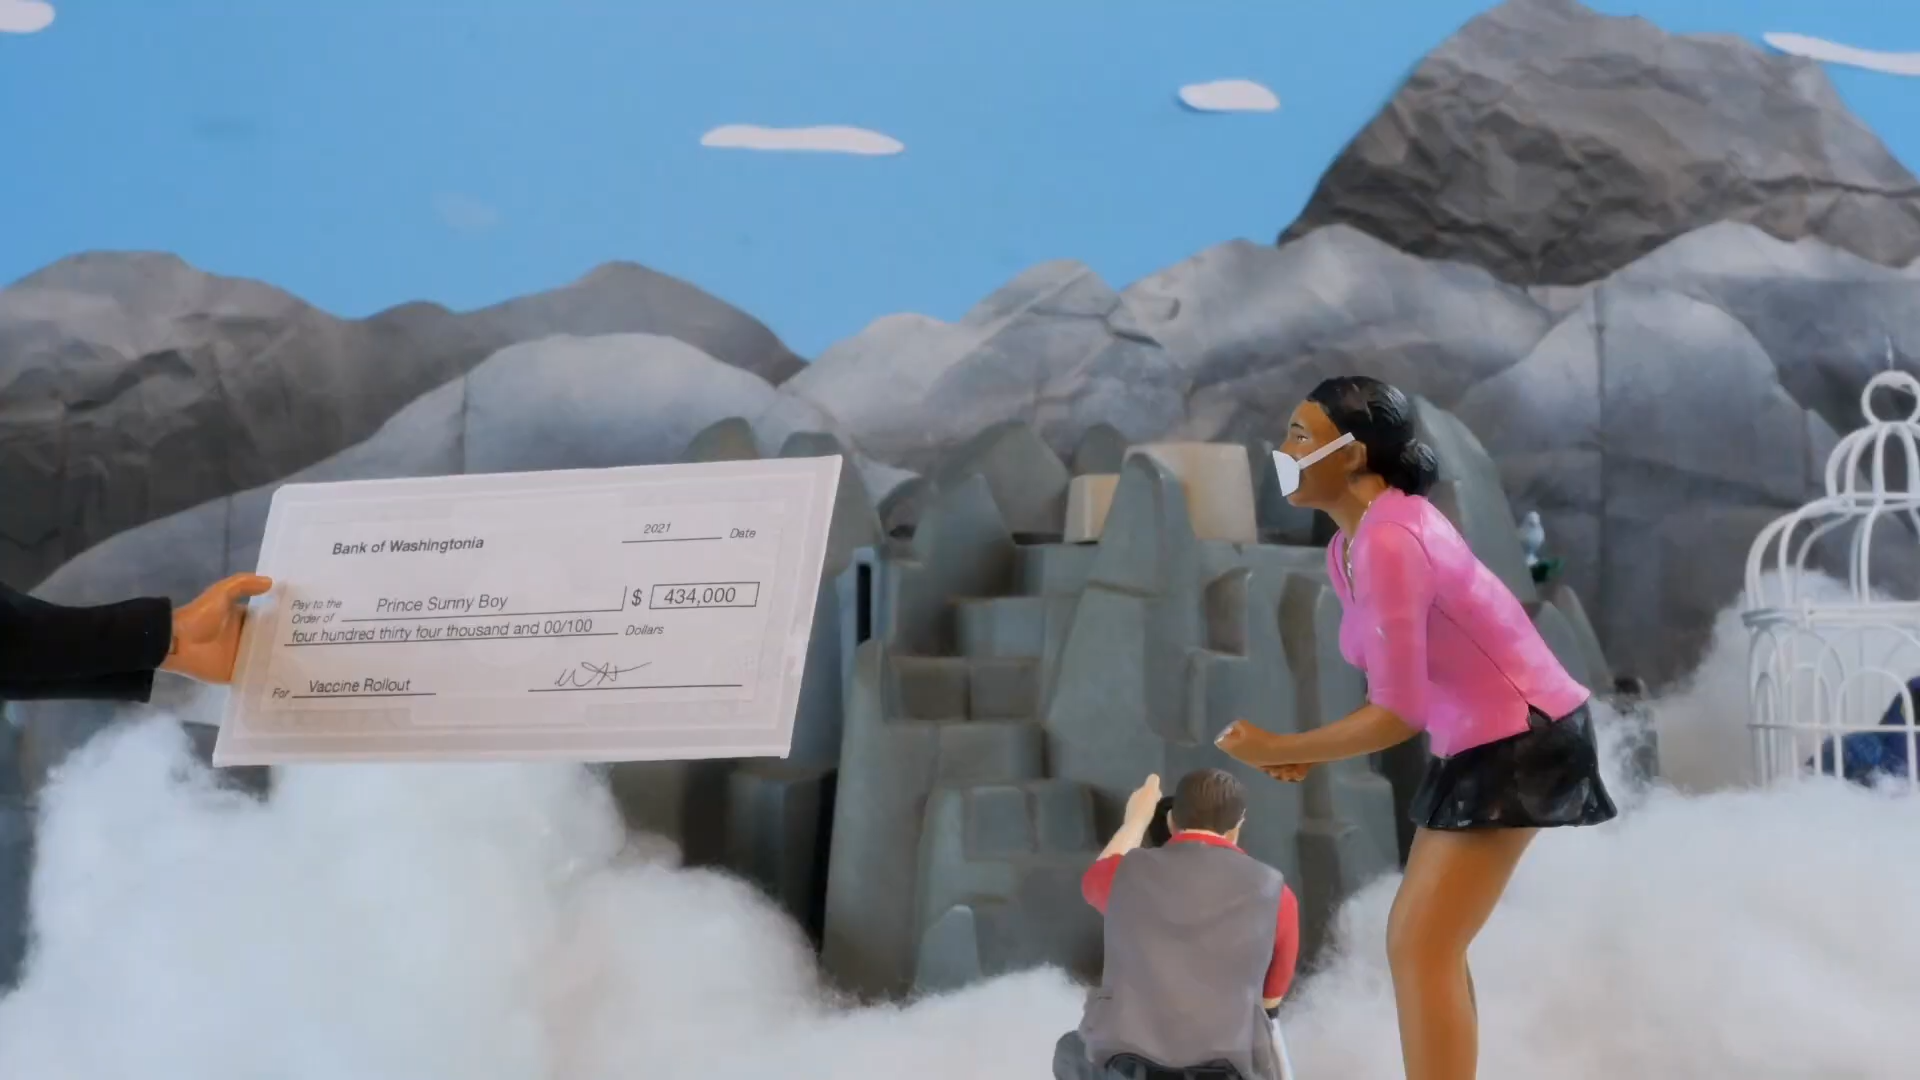 2021 Date
Bank of Washingtonia
Pay to the
Order of Prince Sunny Boy $ 434,000
four hundred thirty four thousand and 00/100 Dollars
For Vaccine Rollout